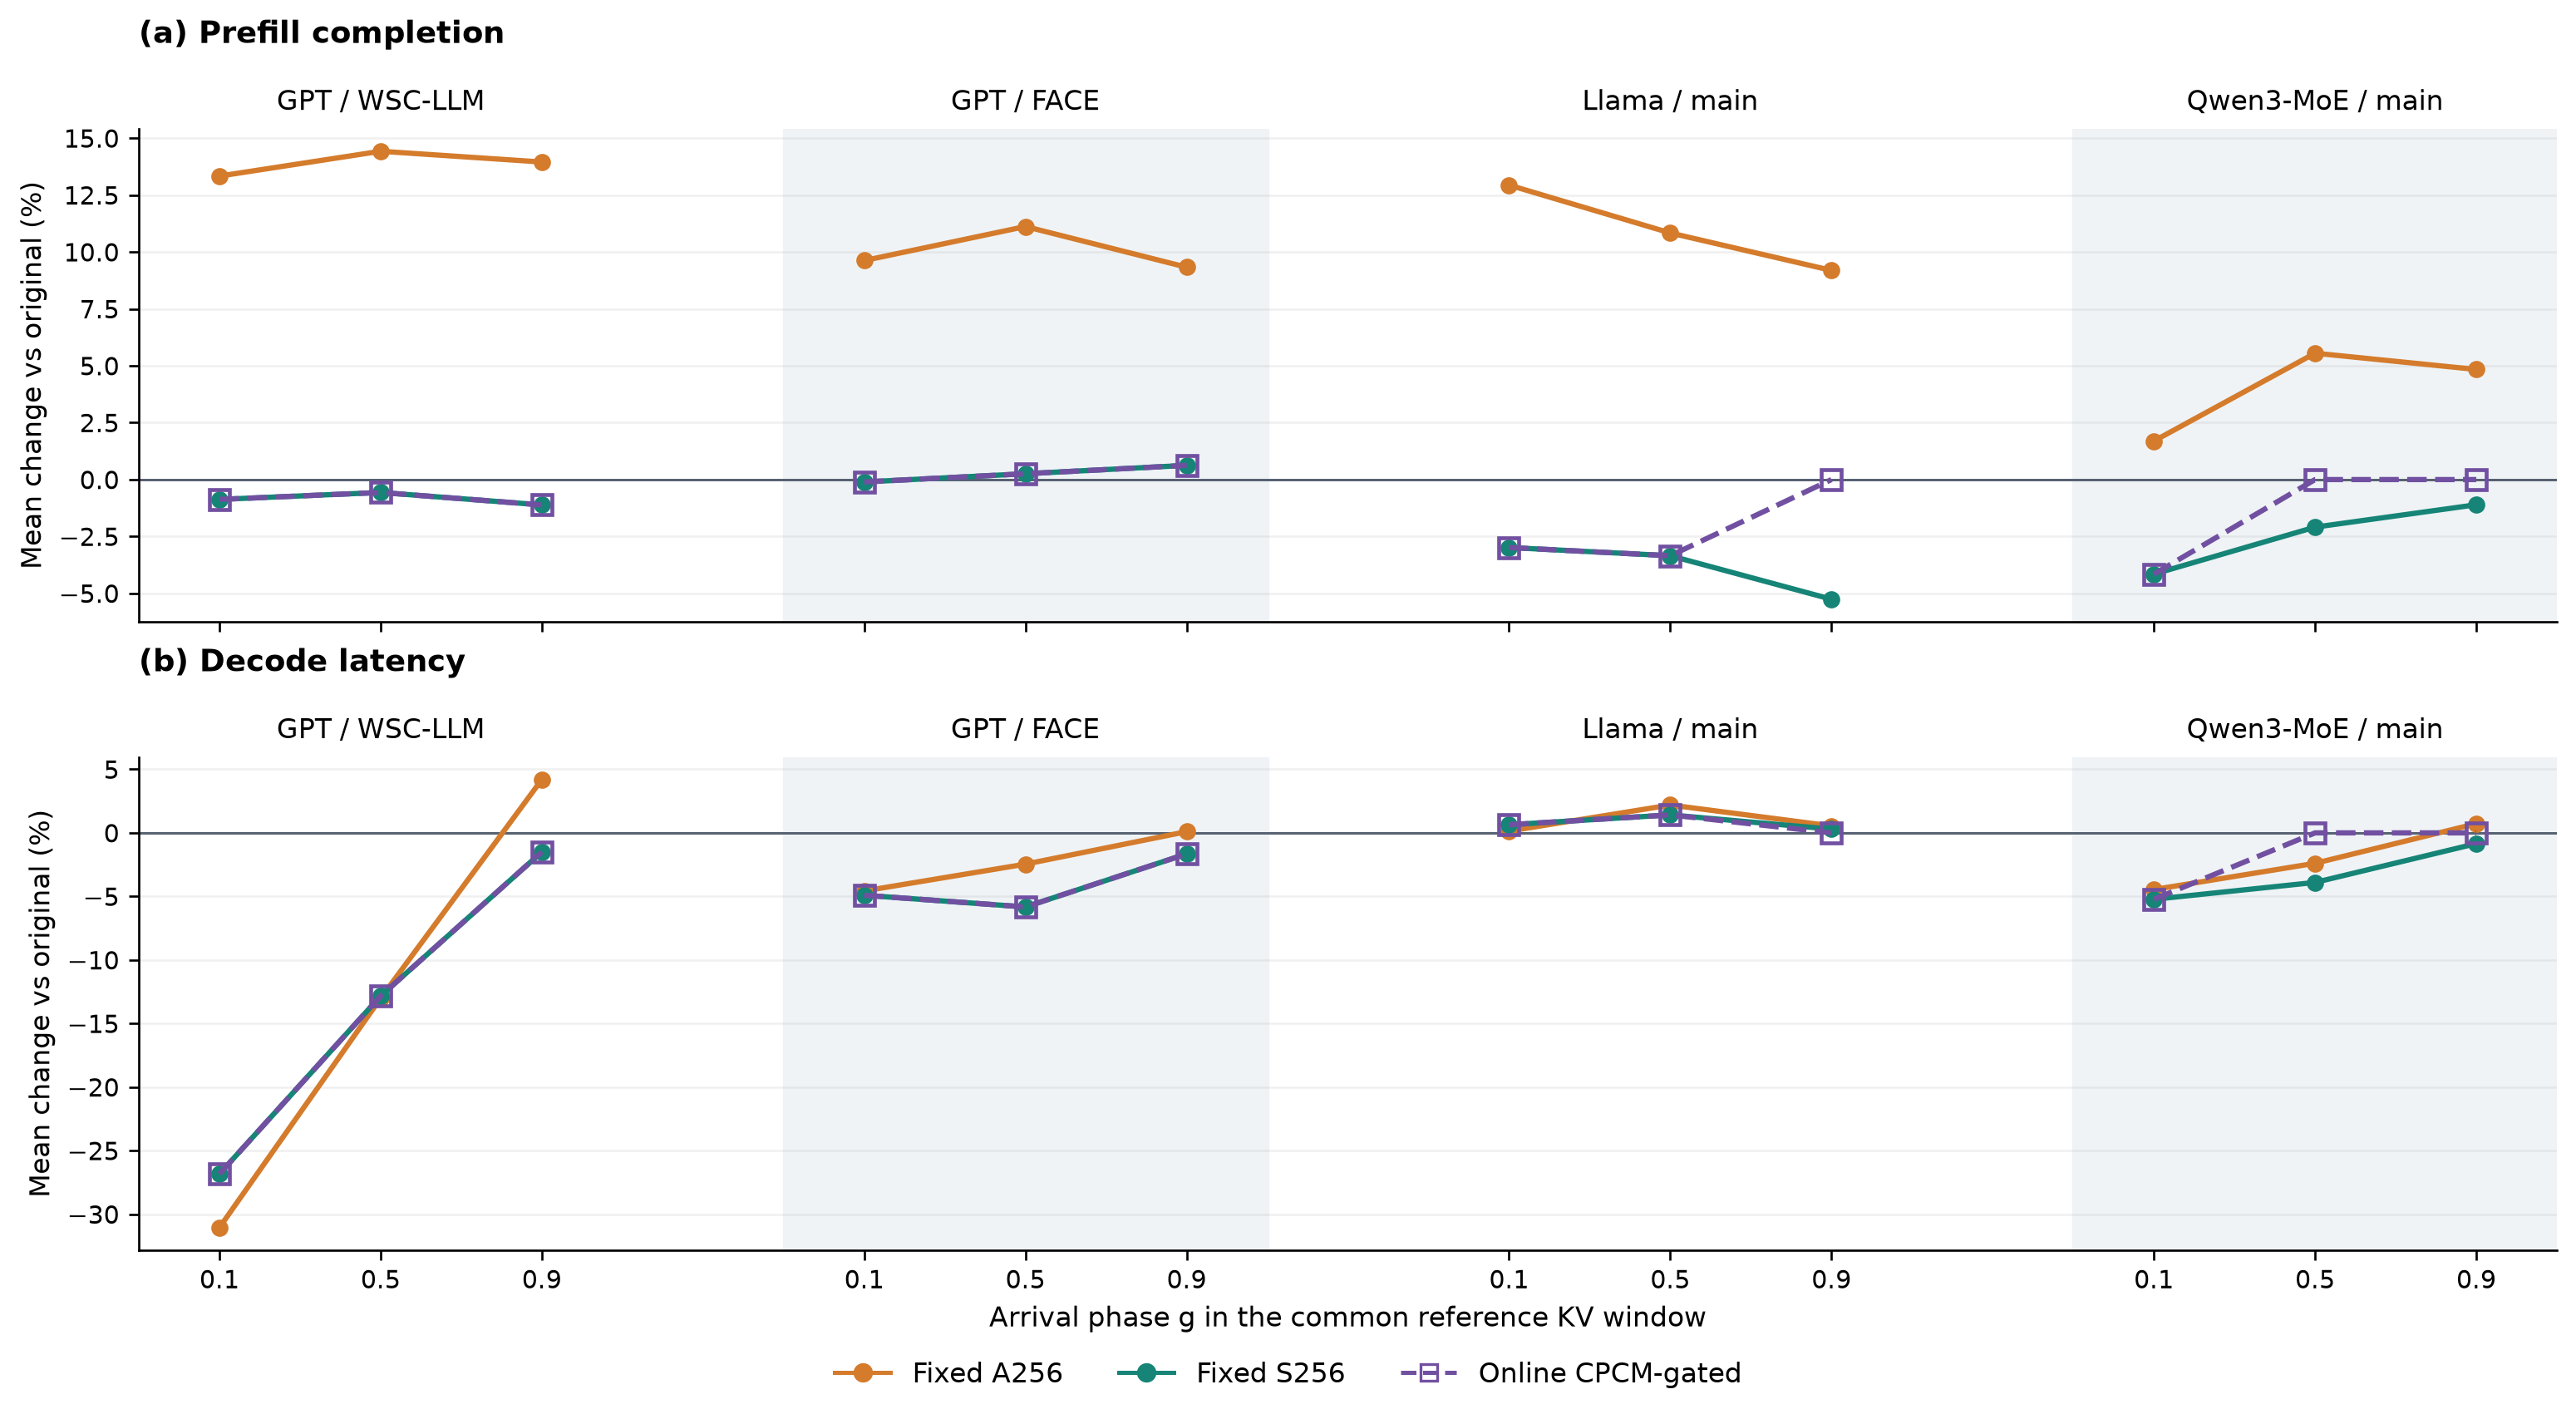 (a) Prefill completion
GPT / WSC-LLM
GPT / FACE
Llama / main
Qwen3-MoE / main
Mean change vs original (%)
15.0
12.5
10.0
7.5
5.0
2.5
0.0
−2.5
−5.0
(b) Decode latency
GPT / WSC-LLM
GPT / FACE
Llama / main
Qwen3-MoE / main
Mean change vs original (%)
5
0
−5
−10
−15
−20
−25
−30
0.1 0.5 0.9 0.1 0.5 0.9 0.1 0.5 0.9 0.1 0.5 0.9
Arrival phase g in the common reference KV window
Fixed A256 Fixed S256 Online CPCM-gated